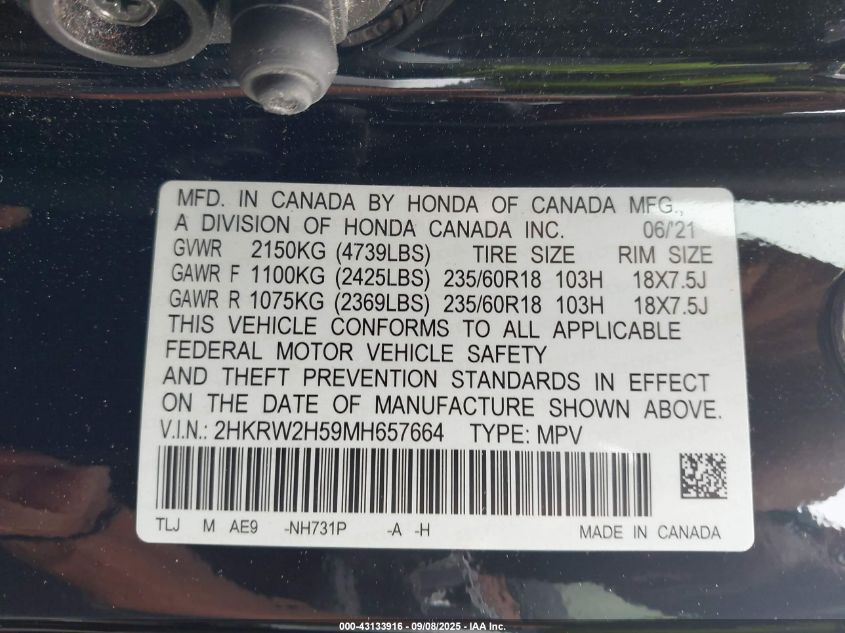 MFD. IN CANADA BY HONDA OF CANADA MFG.,
A DIVISION OF HONDA CANADA INC. 06/'21
GVWR 2150KG (4739LBS) TIRE SIZE RIM SIZE
GAWR F 1100KG (2425LBS) 235/60R18 103H 18X7.5J
GAWR R 1075KG (2369LBS) 235/60R18 103H 18X7.5J
THIS VEHICLE CONFORMS TO ALL APPLICABLE
FEDERAL MOTOR VEHICLE SAFETY
AND THEFT PREVENTION STANDARDS IN EFFECT
ON THE DATE OF MANUFACTURE SHOWN ABOVE.
V.I.N.: 2HKRW2H59MH657664 TYPE: MPV
TLJ M AE9 -NH731P -A -H MADE IN CANADA
000-43133916 - 09/08/2025 - IAA Inc.